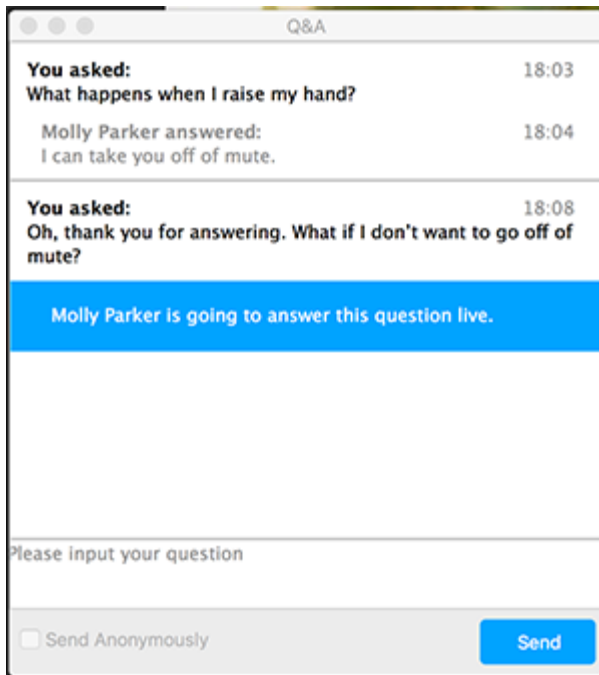 Q&A
You asked: 18:03
What happens when I raise my hand?
Molly Parker answered: 18:04
I can take you off of mute.
You asked: 18:08
Oh, thank you for answering. What if I don't want to go off of
mute?
Molly Parker is going to answer this question live.
Please input your question
Send Anonymously
Send